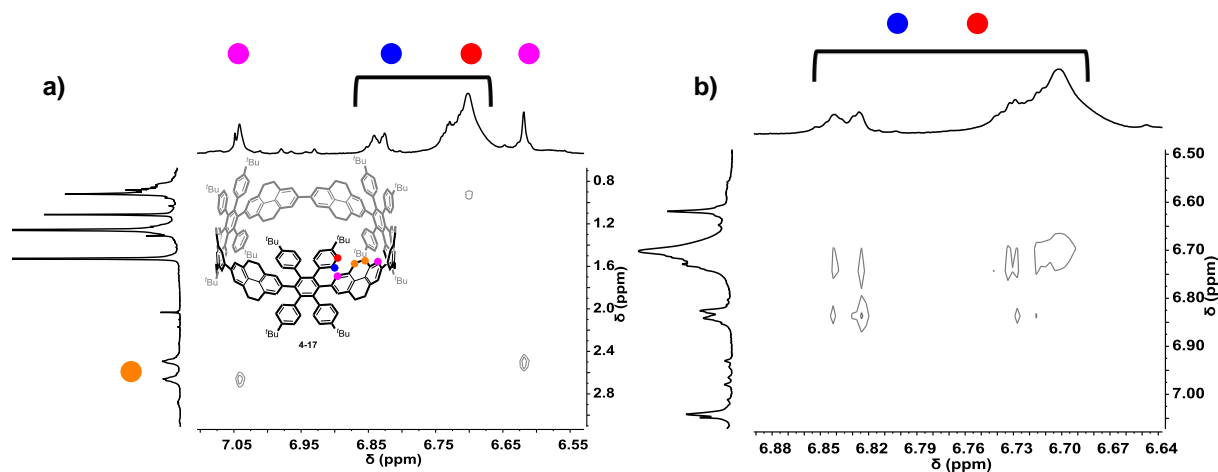 a)
b)
7.05 6.95 6.85 6.75 6.65 6.55
δ (ppm)
0.8
1.2
1.6
2.0
2.4
2.8
δ (ppm)
tBu
tBu
tBu
tBu
tBu
tBu
tBu
tBu
tBu
tBu
tBu
tBu
4-17
6.88 6.85 6.82 6.79 6.76 6.73 6.70 6.67 6.64
δ (ppm)
6.50
6.60
6.70
6.80
6.90
7.00
δ (ppm)